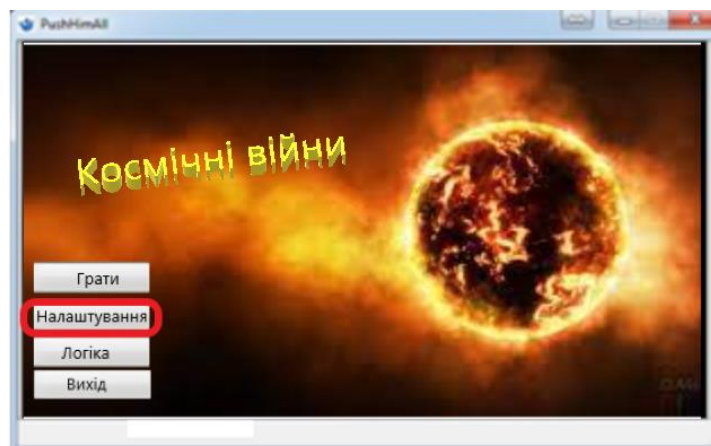 PushHimAll
Космічні війни
Грати
Налаштування
Логіка
Вихід